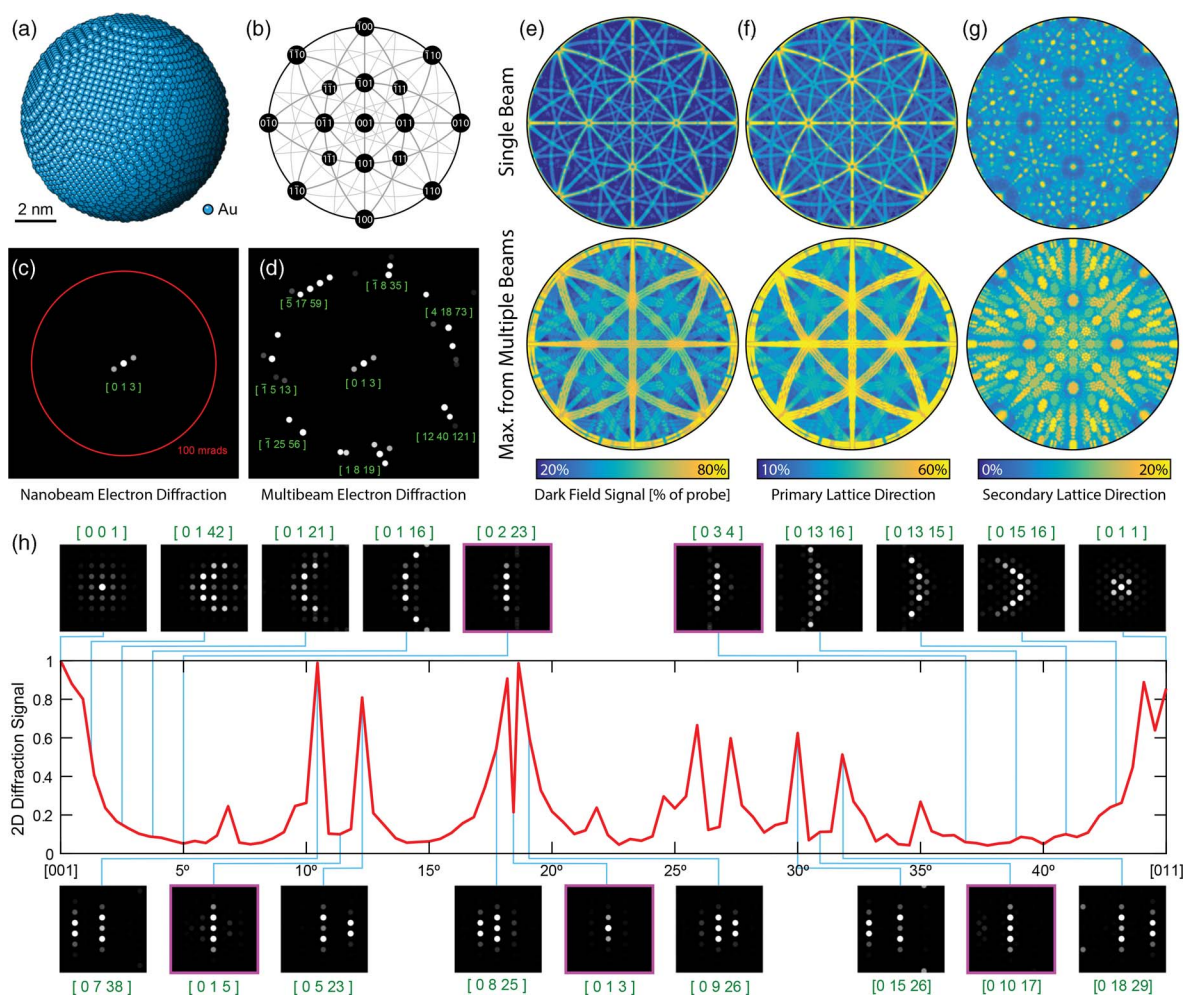 (a)
2 nm
Au
(b)
1̄00
1̄1̄0
1̄10
1̄1̄1
1̄01
1̄11
01̄0
01̄1
001
011
010
11̄1
101
111
11̄0
110
100
(c)
[ 0 1 3 ]
100 mrads
Nanobeam Electron Diffraction
(d)
[ 1̄ 8 35 ]
[ 5̄ 17 59 ]
[ 4 18 73 ]
[ 0 1 3 ]
[ 1̄ 5 13 ]
[ 1̄ 25 56 ]
[ 12 40 121 ]
[ 1 8 19 ]
Multibeam Electron Diffraction
(e)
(f)
(g)
Single Beam
Max. from Multiple Beams
20% 80%
Dark Field Signal [% of probe]
10% 60%
Primary Lattice Direction
0% 20%
Secondary Lattice Direction
(h)
[ 0 0 1 ]
[ 0 1 42 ]
[ 0 1 21 ]
[ 0 1 16 ]
[ 0 2 23 ]
[ 0 3 4 ]
[ 0 13 16 ]
[ 0 13 15 ]
[ 0 15 16 ]
[ 0 1 1 ]
2D Diffraction Signal
1
0.8
0.6
0.4
0.2
0
[001]
5º
10º
15º
20º
25º
30º
35º
40º
[011]
[ 0 7 38 ]
[ 0 1 5 ]
[ 0 5 23 ]
[ 0 8 25 ]
[ 0 1 3 ]
[ 0 9 26 ]
[ 0 15 26 ]
[ 0 10 17 ]
[ 0 18 29 ]